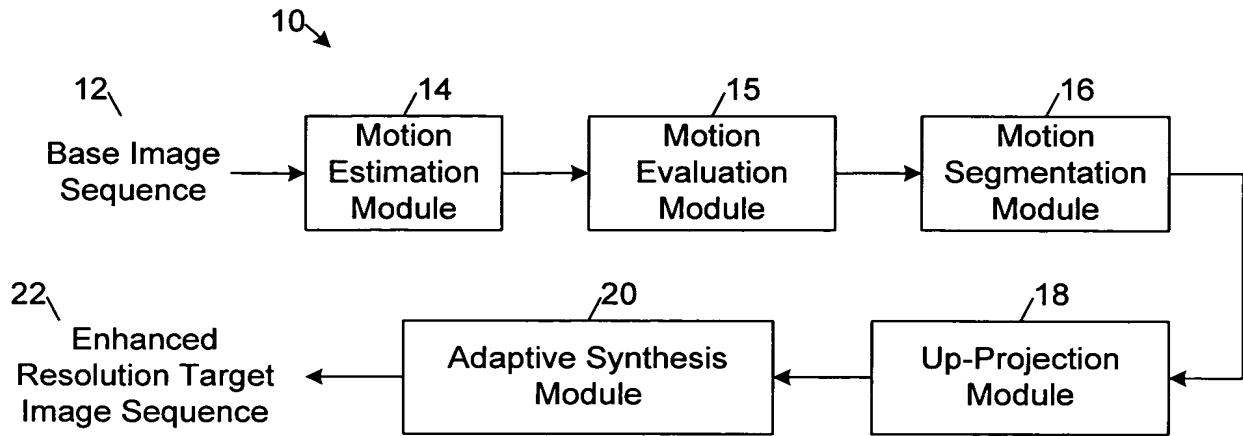 10
12
14
15
16
Base Image
Sequence
Motion
Estimation
Module
Motion
Evaluation
Module
Motion
Segmentation
Module
22
20
18
Enhanced
Resolution Target
Image Sequence
Adaptive Synthesis
Module
Up-Projection
Module